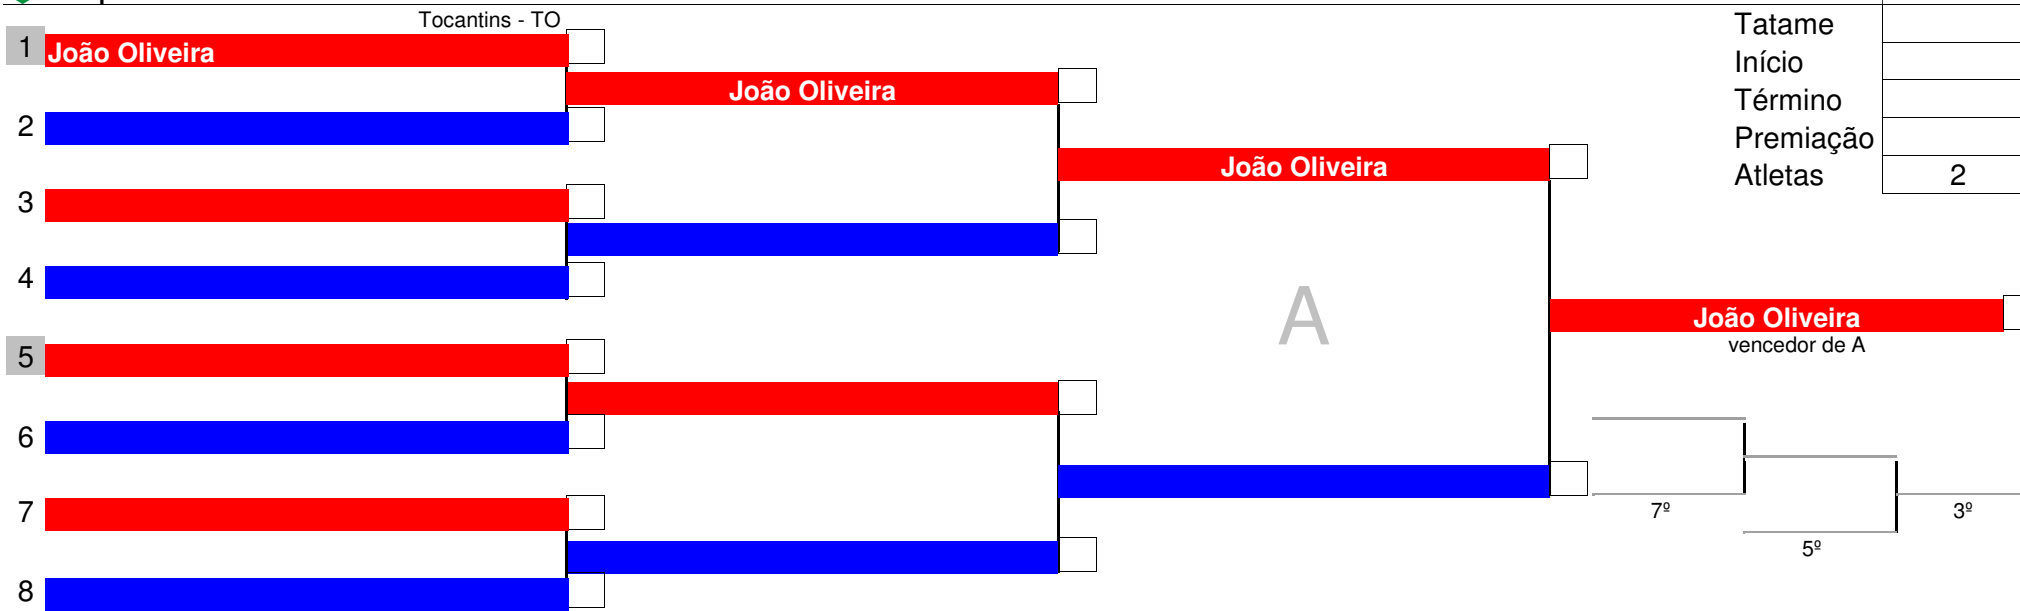 Tocantins - TO
1 João Oliveira
João Oliveira
2
João Oliveira
3
4
A
João Oliveira
vencedor de A
5
6
7
8
7º
5º
3º
Tatame
Início
Término
Premiação
Atletas 2